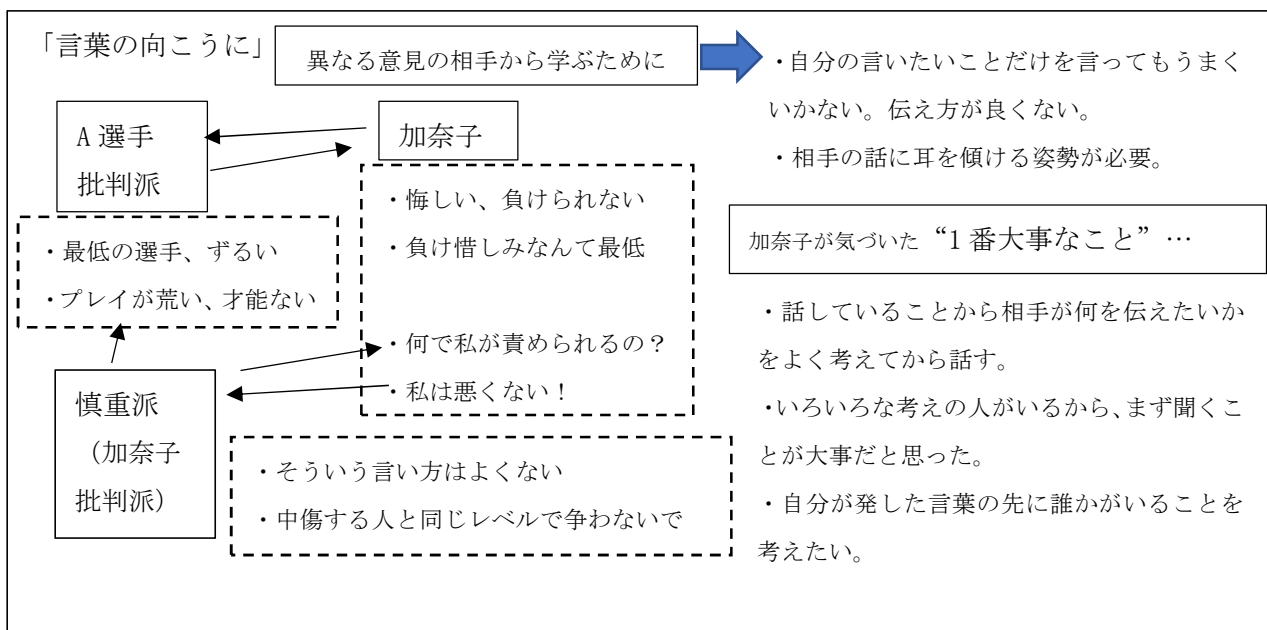 「言葉の向こうに」
異なる意見の相手から学ぶために
・自分の言いたいことだけを言ってもうまく
いかない。伝え方が良くない。
・相手の話に耳を傾ける姿勢が必要。
A 選手
批判派
加奈子
・悔しい、負けられない
・負け惜しみなんて最低
・何で私が責められるの？
・私は悪くない！
・最低の選手、ずるい
・プレイが荒い、才能ない
慎重派
（加奈子
批判派）
・そういう言い方はよくない
・中傷する人と同じレベルで争わないで
加奈子が気づいた “1 番大事なこと” …
・話していることから相手が何を伝えたいか
をよく考えてから話す。
・いろいろな考えの人がいるから、まず聞くこ
とが大事だと思った。
・自分が発した言葉の先に誰かがいることを
考えたい。